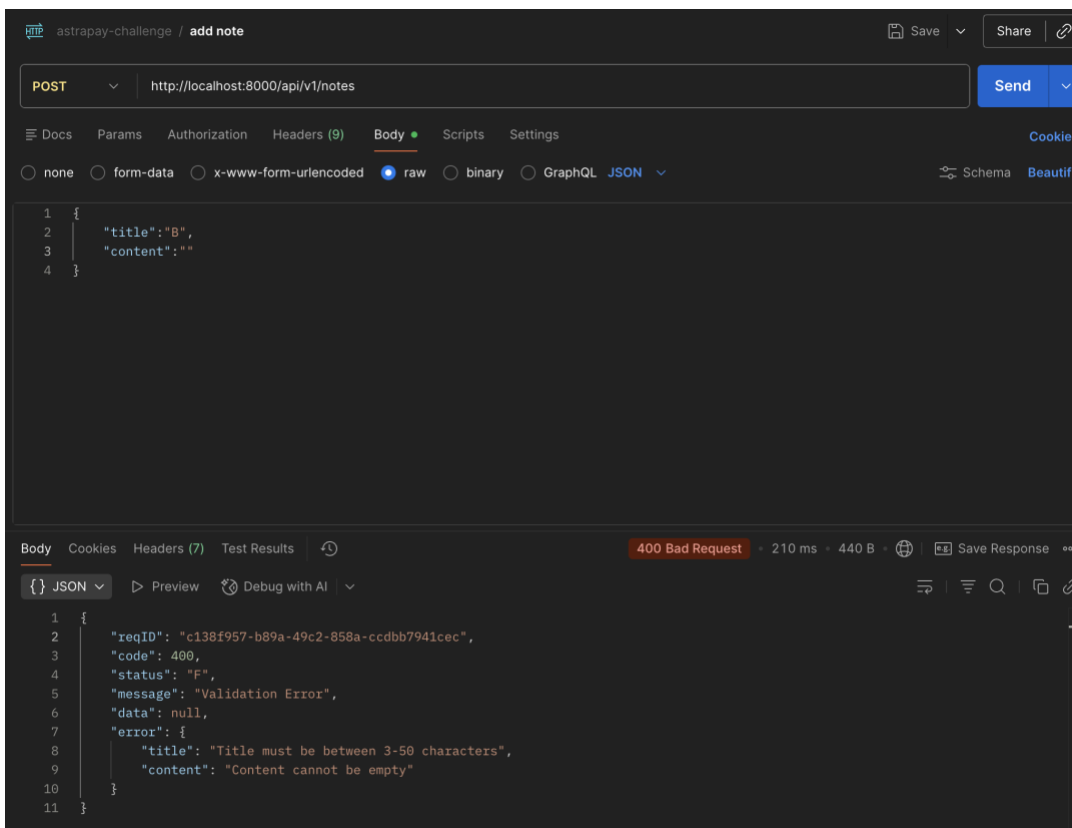 HTTP astrapay-challenge / add note Save Share
POST http://localhost:8000/api/v1/notes Send
Docs Params Authorization Headers (9) Body Scripts Settings Cookie
none form-data x-www-form-urlencoded raw binary GraphQL JSON Schema Beautif
1 {
2 "title":"B",
3 "content":""
4 }
Body Cookies Headers (7) Test Results 400 Bad Request • 210 ms • 440 B • e.g. Save Response
{} JSON Preview Debug with AI
1 {
2 "reqID": "c138f957-b89a-49c2-858a-ccdbb7941cec",
3 "code": 400,
4 "status": "F",
5 "message": "Validation Error",
6 "data": null,
7 "error": {
8 "title": "Title must be between 3-50 characters",
9 "content": "Content cannot be empty"
10 }
11 }